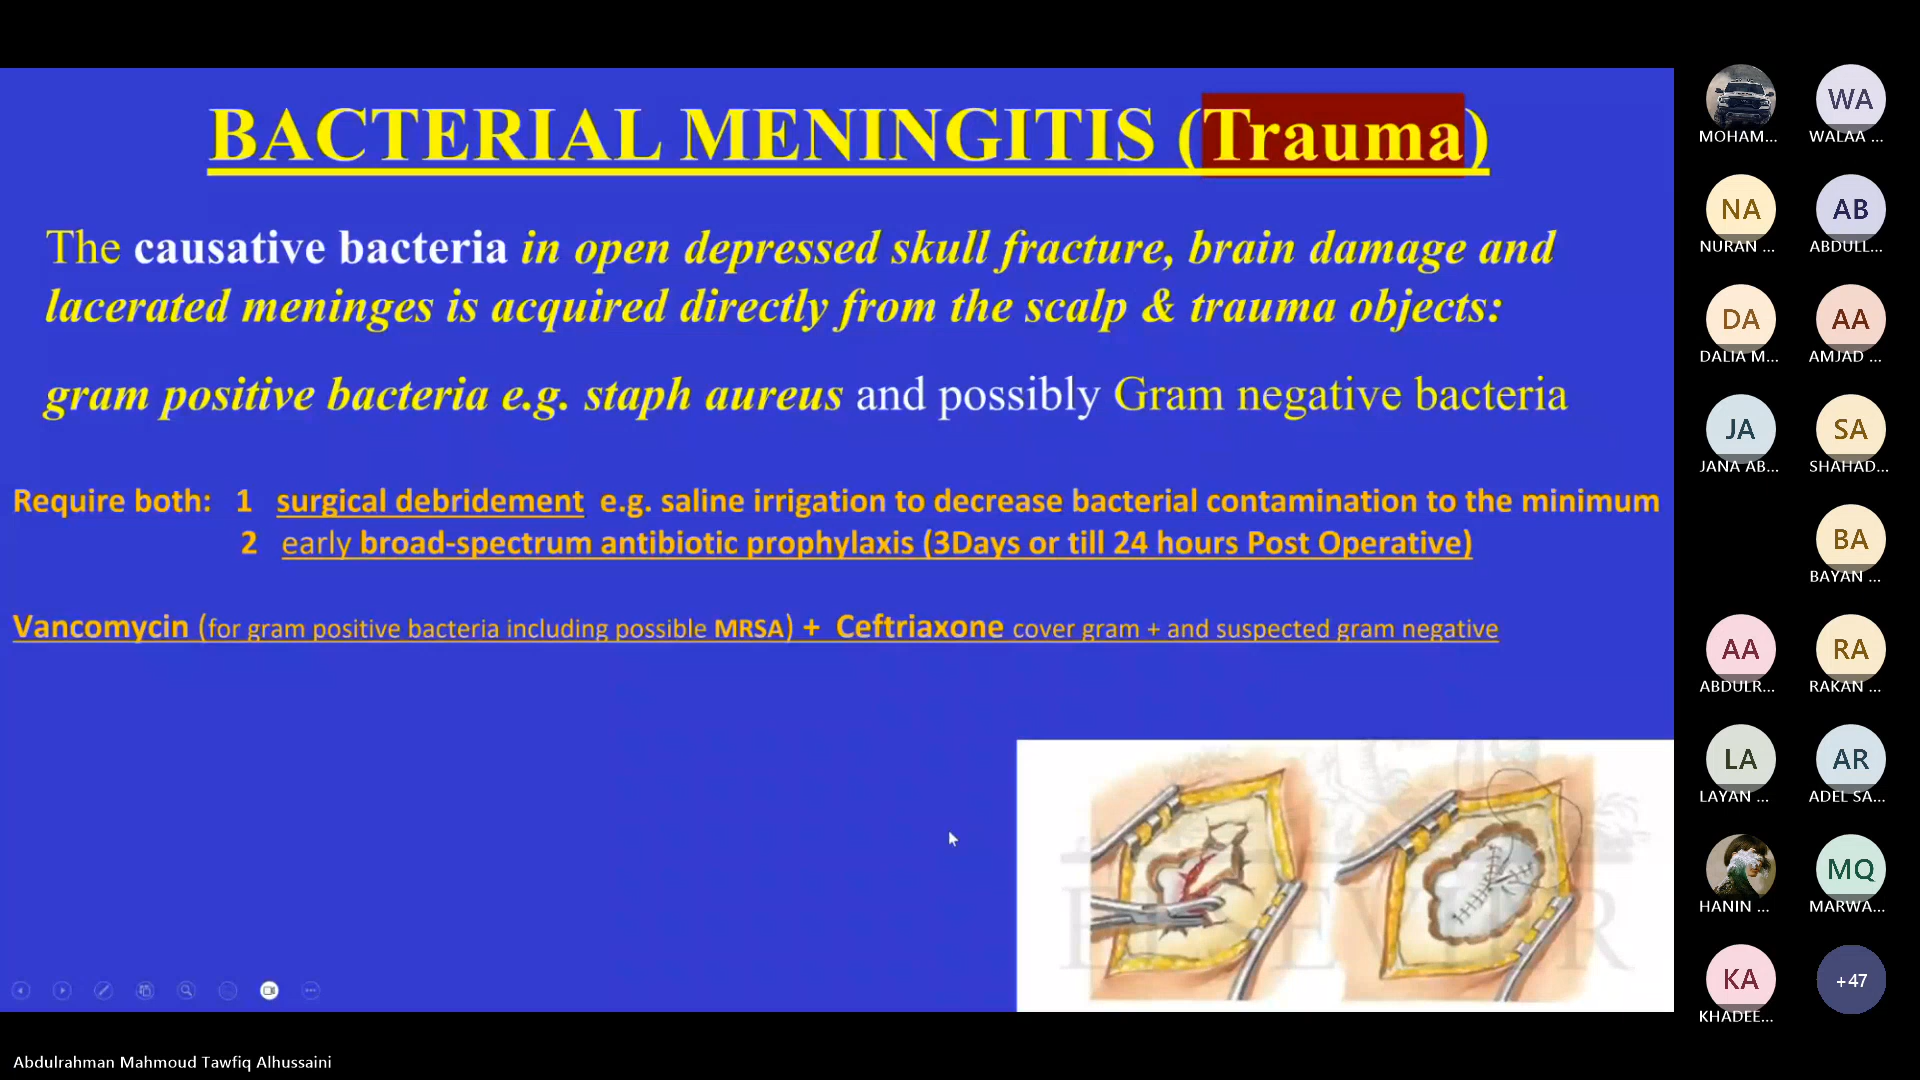 BACTERIAL MENINGITIS (Trauma)
The causative bacteria in open depressed skull fracture, brain damage and
lacerated meninges is acquired directly from the scalp & trauma objects:
gram positive bacteria e.g. staph aureus and possibly Gram negative bacteria
Require both: 1 surgical debridement e.g. saline irrigation to decrease bacterial contamination to the minimum
2 early broad-spectrum antibiotic prophylaxis (3Days or till 24 hours Post Operative)
Vancomycin (for gram positive bacteria including possible MRSA) + Ceftriaxone cover gram + and suspected gram negative
ELSEVIER
MOHAM...
WA
WALAA ...
NA
NURAN ...
AB
ABDULL...
DA
DALIA M...
AA
AMJAD ...
JA
JANA AB...
SA
SHAHAD...
BA
BAYAN ...
AA
ABDULR...
RA
RAKAN ...
LA
LAYAN ...
AR
ADEL SA...
HANIN ...
MQ
MARWA...
KA
KHADEE...
+47
Abdulrahman Mahmoud Tawfiq Alhussaini